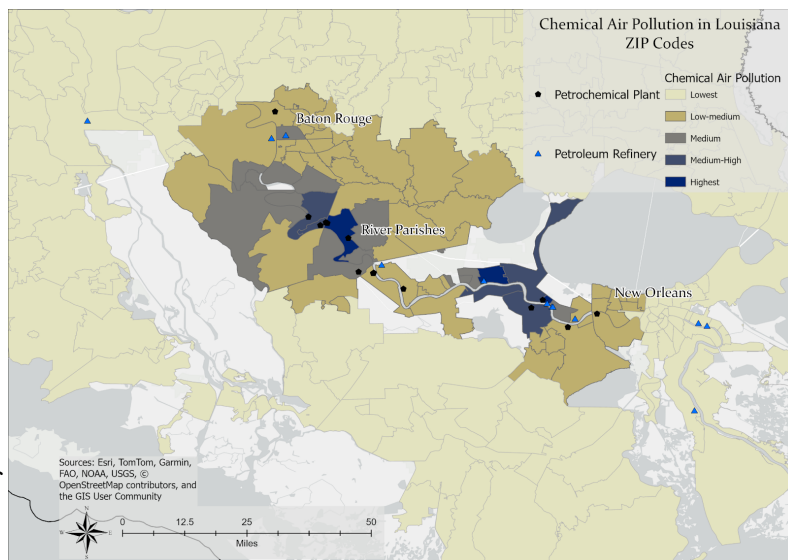 Chemical Air Pollution in Louisiana
ZIP Codes
Chemical Air Pollution
Petrochemical Plant
Lowest
Low-medium
Medium
Petroleum Refinery
Medium-High
Highest
Baton Rouge
River Parishes
New Orleans
Sources: Esri, TomTom, Garmin,
FAO, NOAA, USGS, ©
OpenStreetMap contributors, and
the GIS User Community
N
W E
S
0 12.5 25 50
Miles